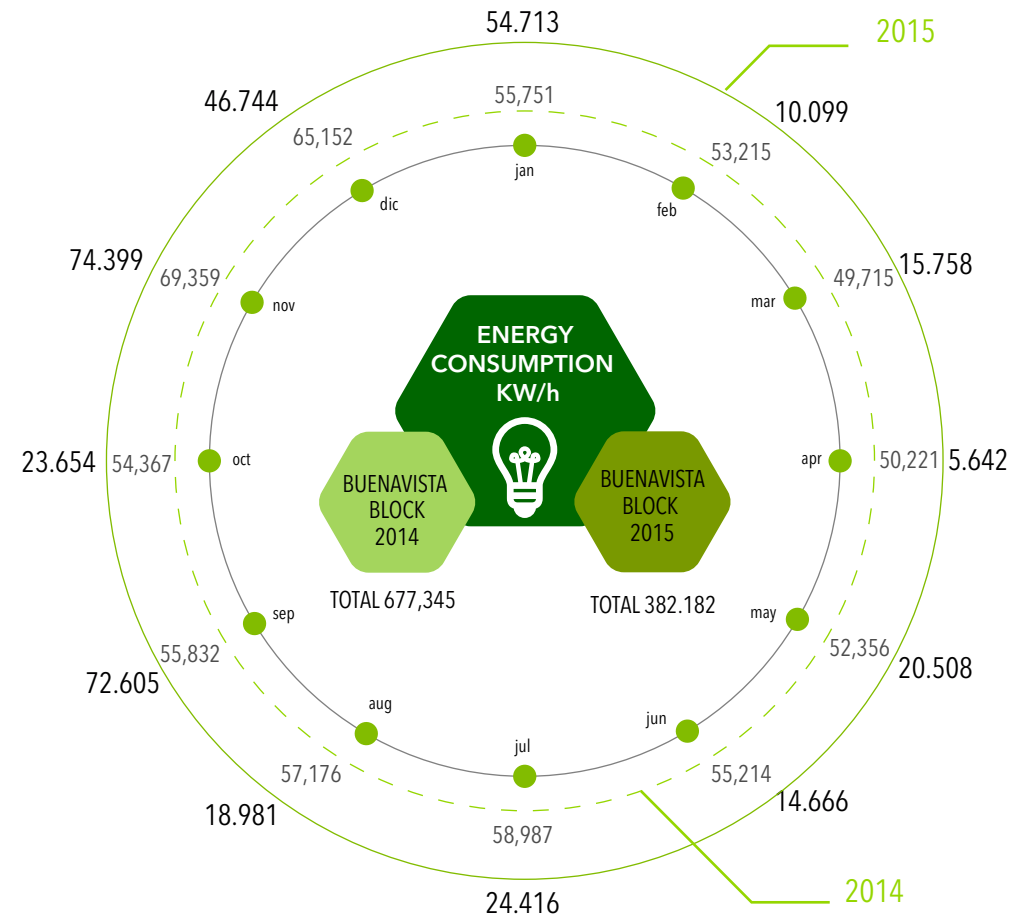 54.713
2015
46.744
10.099
55,751
65,152
53,215
jan
dic
feb
74.399
15.758
69,359
49,715
nov
mar
ENERGY
CONSUMPTION
KW/h
23.654
54,367
oct
apr
50,221
5.642
BUENAVISTA
BLOCK
2014
BUENAVISTA
BLOCK
2015
TOTAL 677,345
TOTAL 382.182
sep
may
55,832
52,356
72.605
20.508
aug
jun
jul
57,176
55,214
18.981
14.666
58,987
24.416
2014